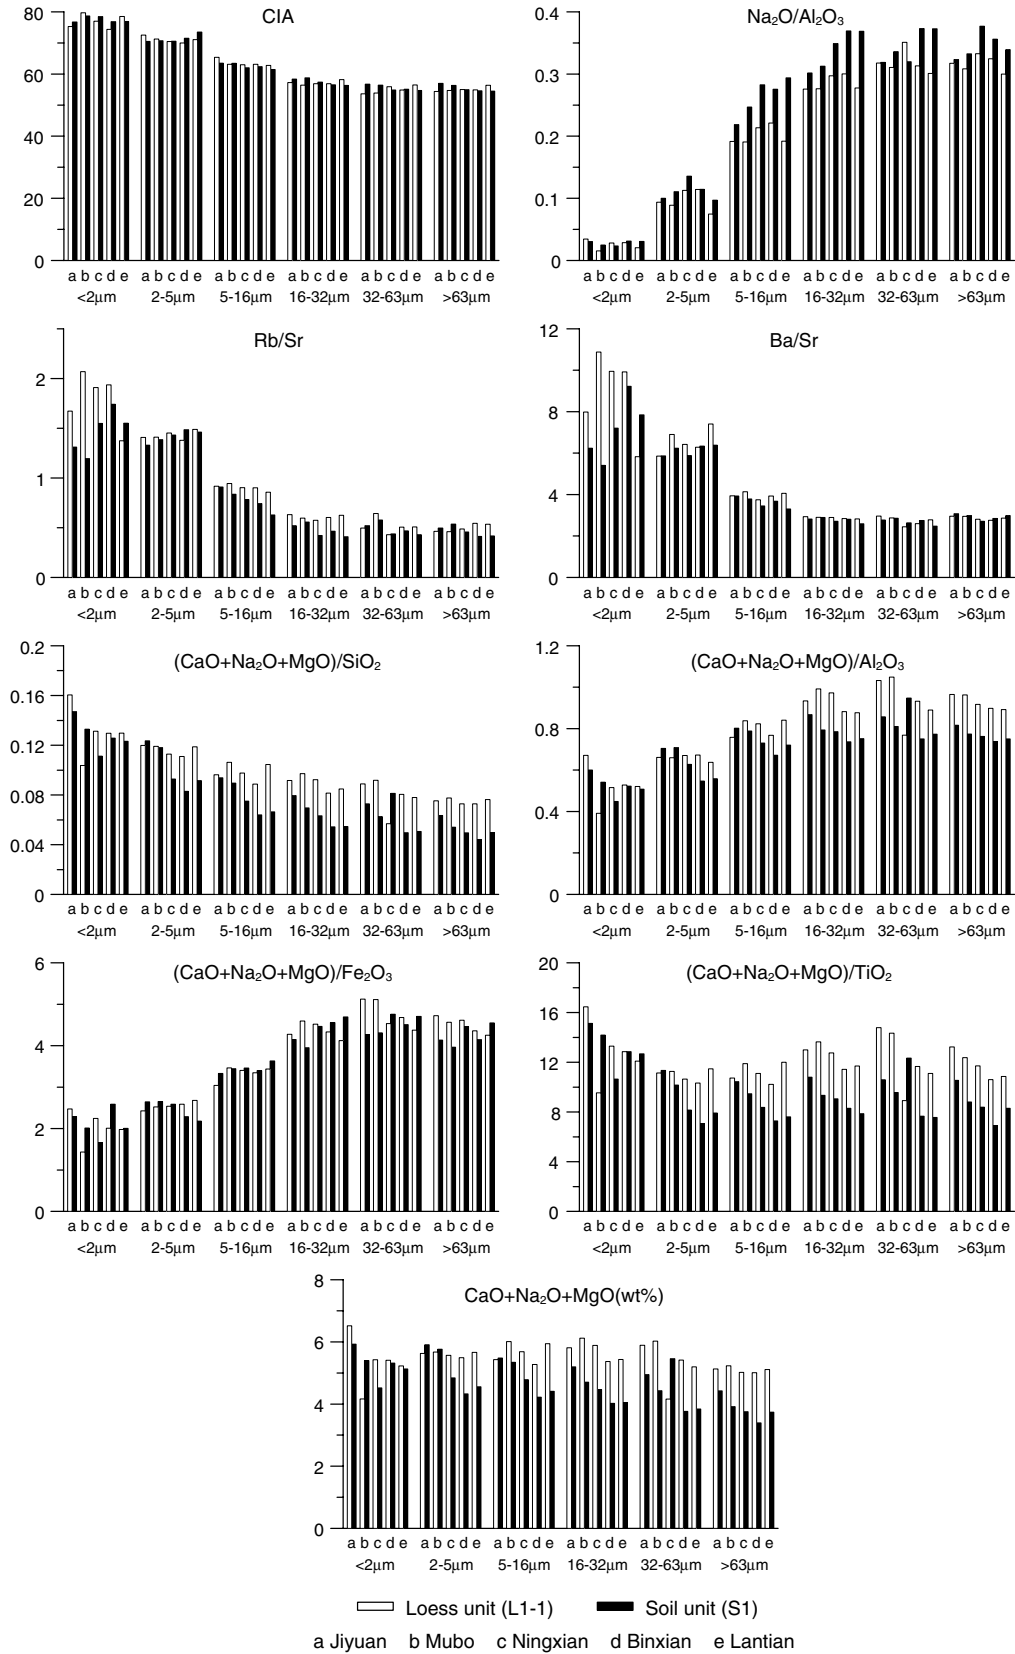 CIA
80
60
40
20
0
a b c d e a b c d e a b c d e a b c d e a b c d e a b c d e
<2μm 2-5μm 5-16μm 16-32μm 32-63μm >63μm
Na₂O/Al₂O₃
0.4
0.3
0.2
0.1
0
a b c d e a b c d e a b c d e a b c d e a b c d e a b c d e
<2μm 2-5μm 5-16μm 16-32μm 32-63μm >63μm
Rb/Sr
2
1
0
a b c d e a b c d e a b c d e a b c d e a b c d e a b c d e
<2μm 2-5μm 5-16μm 16-32μm 32-63μm >63μm
Ba/Sr
12
8
4
0
a b c d e a b c d e a b c d e a b c d e a b c d e a b c d e
<2μm 2-5μm 5-16μm 16-32μm 32-63μm >63μm
(CaO+Na₂O+MgO)/SiO₂
0.2
0.16
0.12
0.08
0.04
0
a b c d e a b c d e a b c d e a b c d e a b c d e a b c d e
<2μm 2-5μm 5-16μm 16-32μm 32-63μm >63μm
(CaO+Na₂O+MgO)/Al₂O₃
1.2
0.8
0.4
0
a b c d e a b c d e a b c d e a b c d e a b c d e a b c d e
<2μm 2-5μm 5-16μm 16-32μm 32-63μm >63μm
(CaO+Na₂O+MgO)/Fe₂O₃
6
4
2
0
a b c d e a b c d e a b c d e a b c d e a b c d e a b c d e
<2μm 2-5μm 5-16μm 16-32μm 32-63μm >63μm
(CaO+Na₂O+MgO)/TiO₂
20
16
12
8
4
0
a b c d e a b c d e a b c d e a b c d e a b c d e a b c d e
<2μm 2-5μm 5-16μm 16-32μm 32-63μm >63μm
CaO+Na₂O+MgO(wt%)
8
6
4
2
0
a b c d e a b c d e a b c d e a b c d e a b c d e a b c d e
<2μm 2-5μm 5-16μm 16-32μm 32-63μm >63μm
Loess unit (L1-1) Soil unit (S1)
a Jiyuan b Mubo c Ningxian d Binxian e Lantian